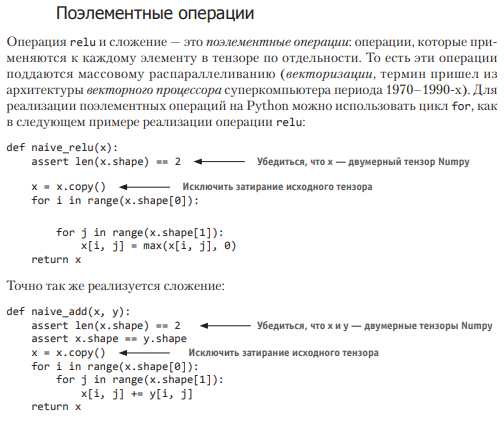 Поэлементные операции
Операция relu и сложение — это поэлементные операции: операции, которые при-
меняются к каждому элементу в тензоре по отдельности. То есть эти операции
поддаются массовому распараллеливанию (векторизации, термин пришел из
архитектуры векторного процессора суперкомпьютера периода 1970–1990-х). Для
реализации поэлементных операций на Python можно использовать цикл for, как
в следующем примере реализации операции relu:
def naive_relu(x):
    assert len(x.shape) == 2 Убедиться, что x — двумерный тензор Numpy
    x = x.copy() Исключить затирание исходного тензора
    for i in range(x.shape[0]):
        for j in range(x.shape[1]):
            x[i, j] = max(x[i, j], 0)
    return x
Точно так же реализуется сложение:
def naive_add(x, y):
    assert len(x.shape) == 2 Убедиться, что x и y — двумерные тензоры Numpy
    assert x.shape == y.shape
    x = x.copy() Исключить затирание исходного тензора
    for i in range(x.shape[0]):
        for j in range(x.shape[1]):
            x[i, j] += y[i, j]
    return x